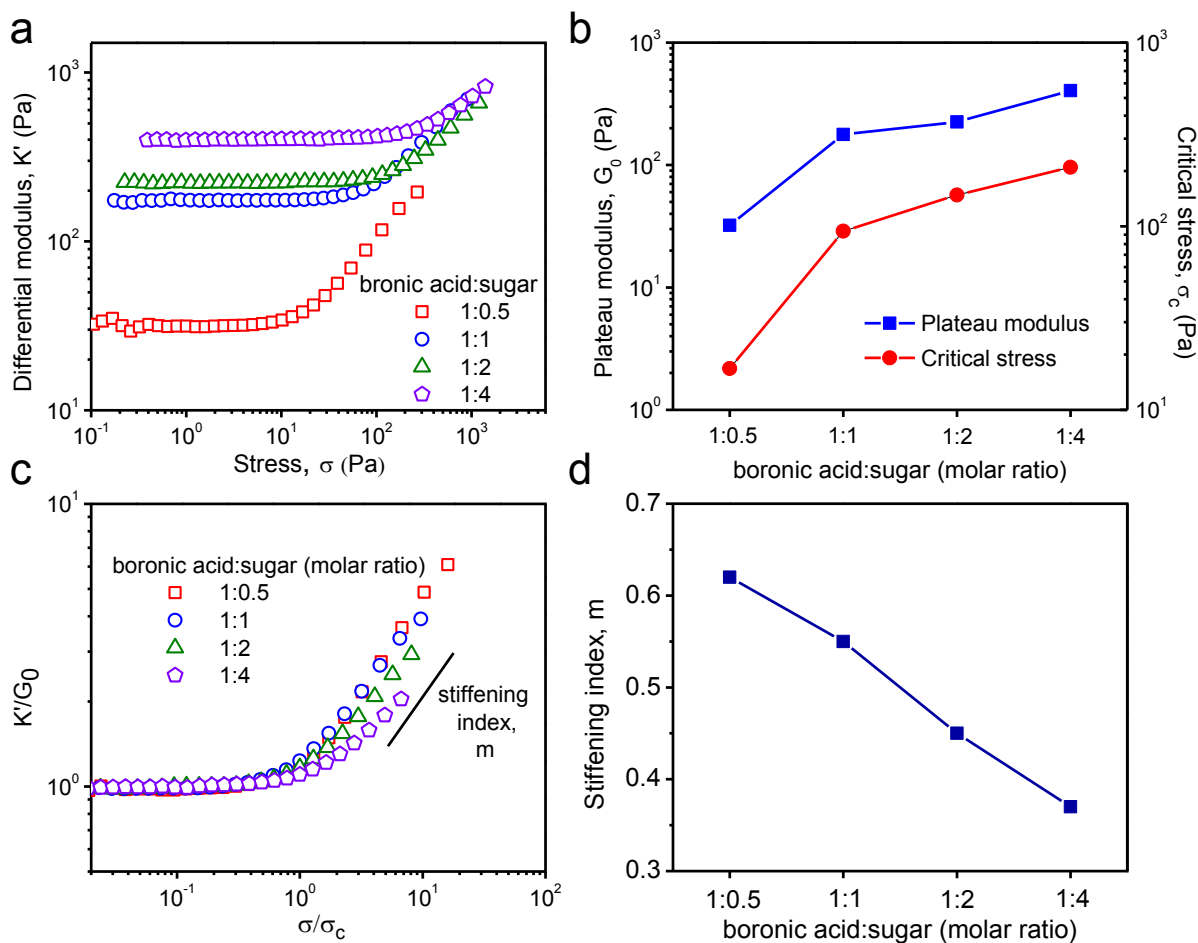 a
10³
10²
10¹
Differential modulus, K' (Pa)
bronic acid:sugar
1:0.5
1:1
1:2
1:4
10⁻¹ 10⁰ 10¹ 10² 10³
Stress, σ (Pa)
b
10³
10²
10¹
10⁰
Plateau modulus, G₀ (Pa)
Plateau modulus
Critical stress
10³
10²
10¹
Critical stress, σ_c
(Pa)
1:0.5 1:1 1:2 1:4
boronic acid:sugar (molar ratio)
c
10¹
10⁰
K'/G₀
boronic acid:sugar (molar ratio)
1:0.5
1:1
1:2
1:4
stiffening
index,
m
10⁻¹ 10⁰ 10¹ 10²
σ/σ_c
d
0.7
0.6
0.5
0.4
0.3
Stiffening index, m
1:0.5 1:1 1:2 1:4
boronic acid:sugar (molar ratio)